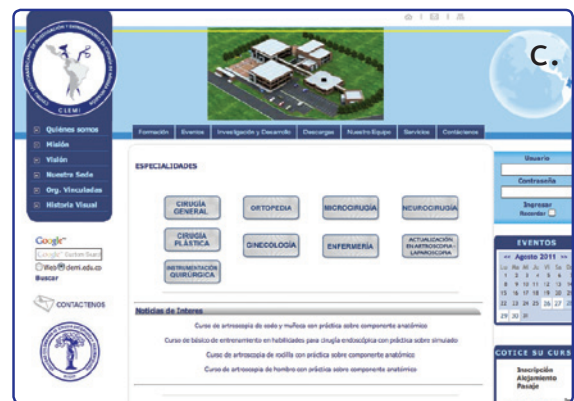 C.
CLEMI
Quiénes somos
Misión
Visión
Nuestra Sede
Org. Vinculadas
Historia Visual
Formación Eventos Investigación y Desarrollo Descargas Nuestro Equipo Servicios Contáctenos
ESPECIALIDADES
CIRUGÍA GENERAL
ORTOPEDIA
MICROCIRUGÍA
NEUROCIRUGÍA
CIRUGÍA PLÁSTICA
GINECOLOGÍA
ENFERMERÍA
ACTUALIZACIÓN EN ARTROSCOPIA - LAPAROSCOPIA
INSTRUMENTACIÓN QUIRÚRGICA
Noticias de Interes
Curso de artroscopia de codo y muñeca con práctica sobre componente anatómico
Curso de básico de entrenamiento en habilidades para cirugía endoscópica con práctica sobre simulado
Curso de artroscopia de rodilla con práctica sobre componente anatómico
Curso de artroscopia de hombro con práctica sobre componente anatómico
Google
Web clemi.edu.co
Buscar
CONTACTENOS
Usuario
Contraseña
Ingresar
Recordar
EVENTOS
<< Agosto 2011 >>
Lu Ma Mi Ju Vi Sa
1 2 3 4 5 6
8 9 10 11 12 13
15 16 17 18 19 20
22 23 24 25 26 27
29 30 31
COTICE SU CURS
Inscripción
Alojamiento
Pasaje